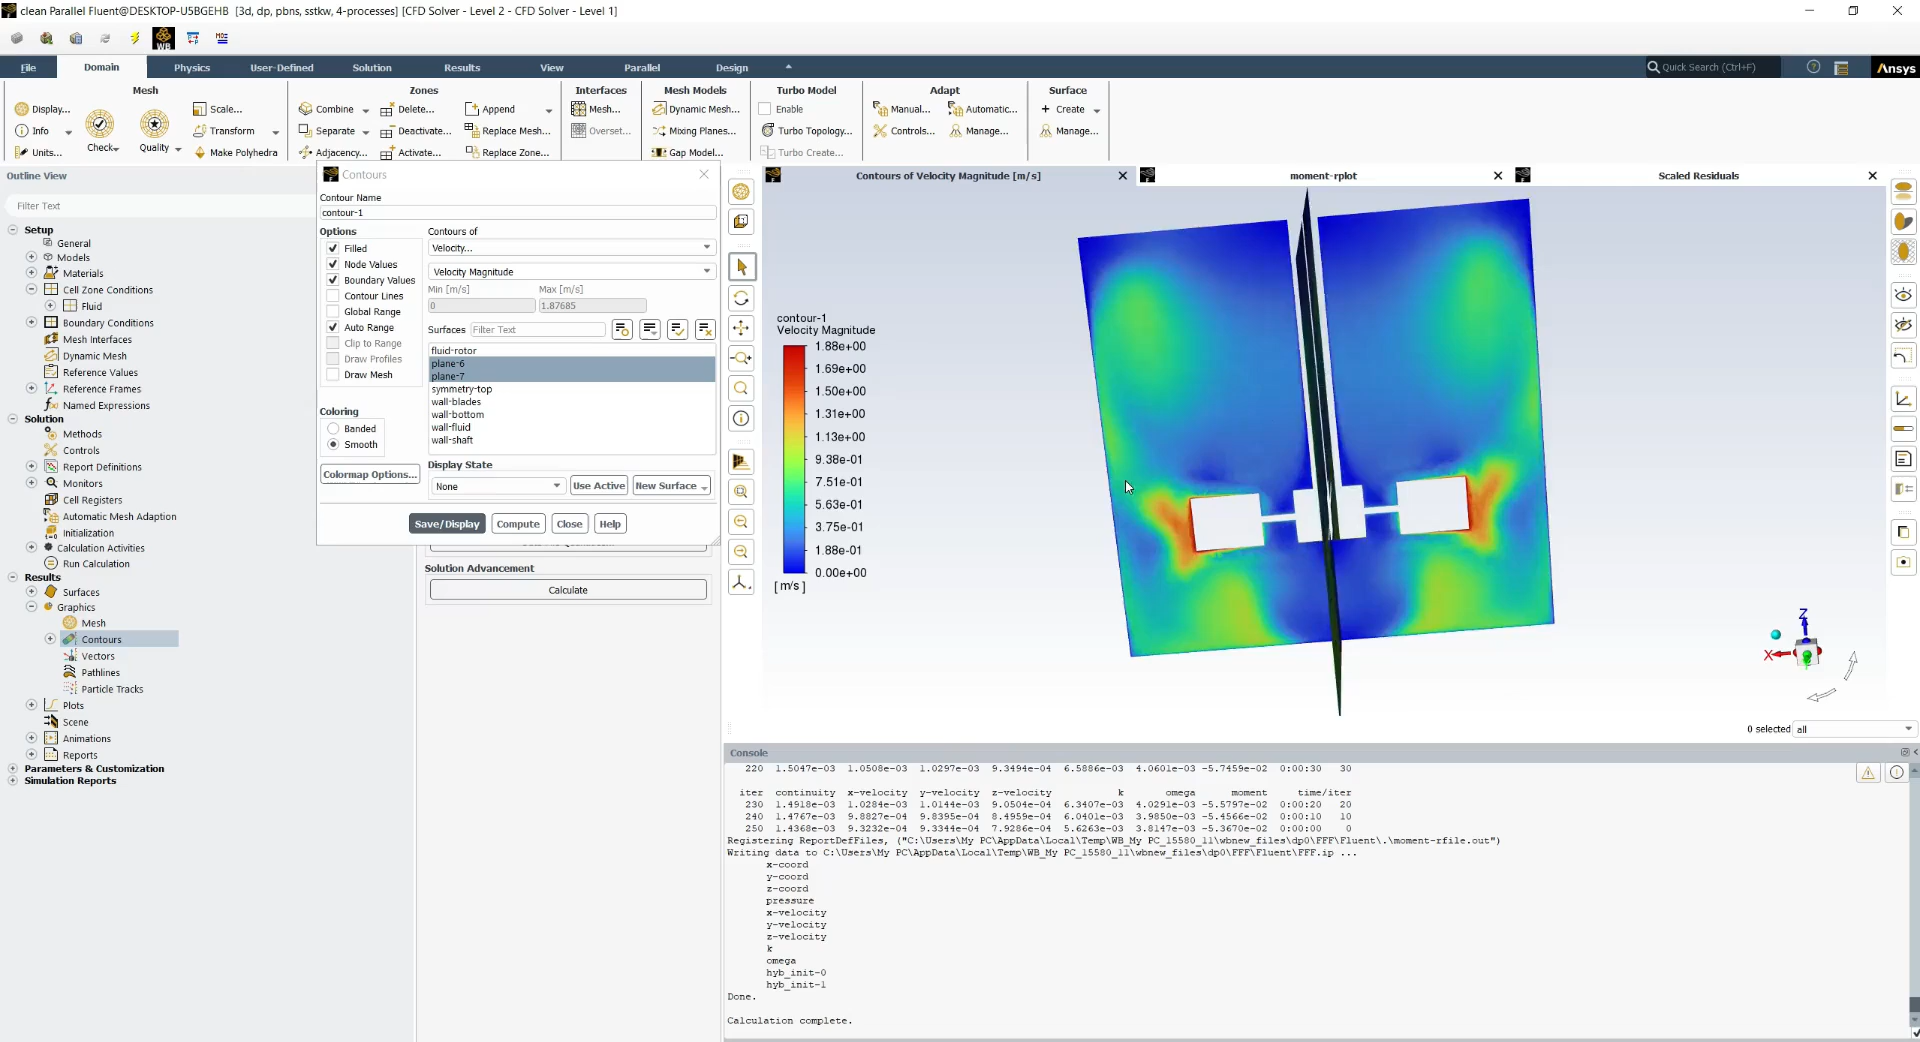 clean Parallel Fluent@DESKTOP-U5BGEHB [3d, dp, pbns, sstkw, 4-processes] [CFD Solver - Level 2 - CFD Solver - Level 1]
WB
File Domain Physics User-Defined Solution Results View Parallel Design Quick Search (Ctrl+F) Ansys
Mesh Zones Interfaces Mesh Models Turbo Model Adapt Surface
Display... Scale... Combine Delete... Append Mesh... Dynamic Mesh... Enable Manual... Automatic... Create
Info Transform Separate Deactivate... Replace Mesh... Overset... Mixing Planes... Turbo Topology... Controls... Manage... Manage...
Units... Check Quality Make Polyhedra Adjacency... Activate... Replace Zone... Gap Model... Turbo Create...
Outline View
Filter Text
Setup
General
Models
Materials
Cell Zone Conditions
Fluid
Boundary Conditions
Mesh Interfaces
Dynamic Mesh
Reference Values
Reference Frames
Named Expressions
Solution
Methods
Controls
Report Definitions
Monitors
Cell Registers
Automatic Mesh Adaption
Initialization
Calculation Activities
Run Calculation
Results
Surfaces
Graphics
Mesh
Contours
Vectors
Pathlines
Particle Tracks
Plots
Scene
Animations
Reports
Parameters & Customization
Simulation Reports
Contours
Contour Name
contour-1
Options
Filled
Node Values
Boundary Values
Contour Lines
Global Range
Auto Range
Clip to Range
Draw Profiles
Draw Mesh
Coloring
Banded
Smooth
Colormap Options...
Contours of
Velocity...
Velocity Magnitude
Min [m/s] Max [m/s]
0 1.87685
Surfaces Filter Text
fluid-rotor
plane-6
plane-7
symmetry-top
wall-blades
wall-bottom
wall-fluid
wall-shaft
Display State
None Use Active New Surface
Save/Display Compute Close Help
Solution Advancement
Calculate
Contours of Velocity Magnitude [m/s] moment-rplot Scaled Residuals
contour-1
Velocity Magnitude
1.88e+00
1.69e+00
1.50e+00
1.31e+00
1.13e+00
9.38e-01
7.51e-01
5.63e-01
3.75e-01
1.88e-01
0.00e+00
[ m/s ]
Z
X
0 selected all
Console
220 1.5047e-03 1.0508e-03 1.0297e-03 9.3494e-04 6.5886e-03 4.0601e-03 -5.7459e-02 0:00:30 30
iter continuity x-velocity y-velocity z-velocity k omega moment time/iter
230 1.4918e-03 1.0284e-03 1.0144e-03 9.0504e-04 6.3407e-03 4.0291e-03 -5.5797e-02 0:00:20 20
240 1.4767e-03 9.8827e-04 9.8395e-04 8.4959e-04 6.0401e-03 3.9850e-03 -5.4566e-02 0:00:10 10
250 1.4368e-03 9.3232e-04 9.3344e-04 7.9286e-04 5.6263e-03 3.8147e-03 -5.3670e-02 0:00:00 0
Registering ReportDefFiles, ("C:\Users\My PC\AppData\Local\Temp\WB_My PC_15580_11\wbnew_files\dp0\FFF\Fluent\.\moment-rfile.out")
Writing data to C:\Users\My PC\AppData\Local\Temp\WB_My PC_15580_11\wbnew_files\dp0\FFF\Fluent\FFF.ip ...
x-coord
y-coord
z-coord
pressure
x-velocity
y-velocity
z-velocity
k
omega
hyb_init-0
hyb_init-1
Done.
Calculation complete.